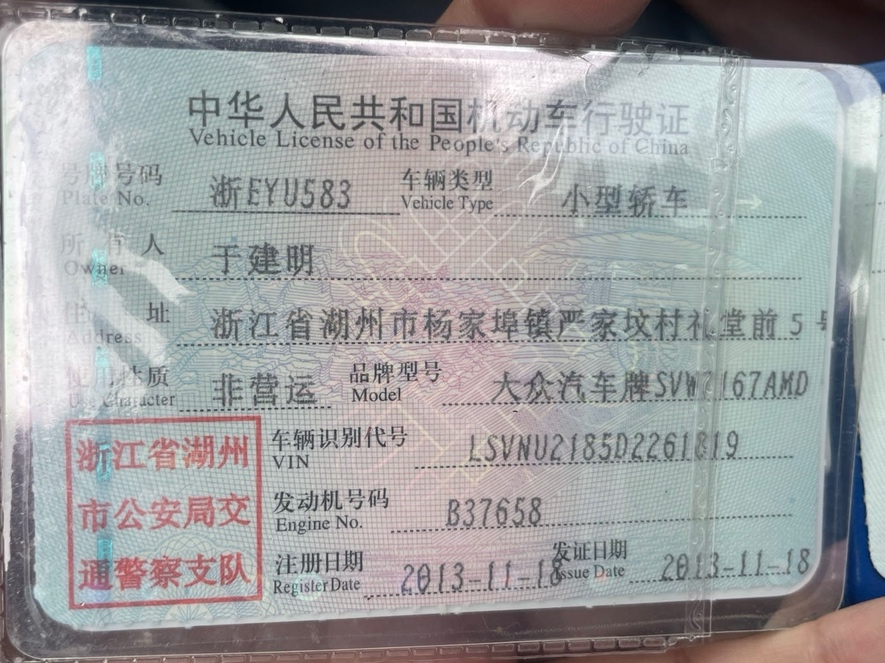 中华人民共和国机动车行驶证
Vehicle License of the People's Republic of China
号牌号码 浙EYU583 车辆类型 小型轿车
Plate No. Vehicle Type
所有人 于建明
Owner
住址 浙江省湖州市杨家埠镇严家坟村礼堂前5号
Address
使用性质 非营运 品牌型号 大众汽车牌SVW7167AMD
Use Character Model
浙江省湖州 车辆识别代号 LSVNU2185D2261819
VIN
市公安局交 发动机号码 B37658
Engine No.
通警察支队 注册日期 2013-11-18 发证日期 2013-11-18
Register Date Issue Date